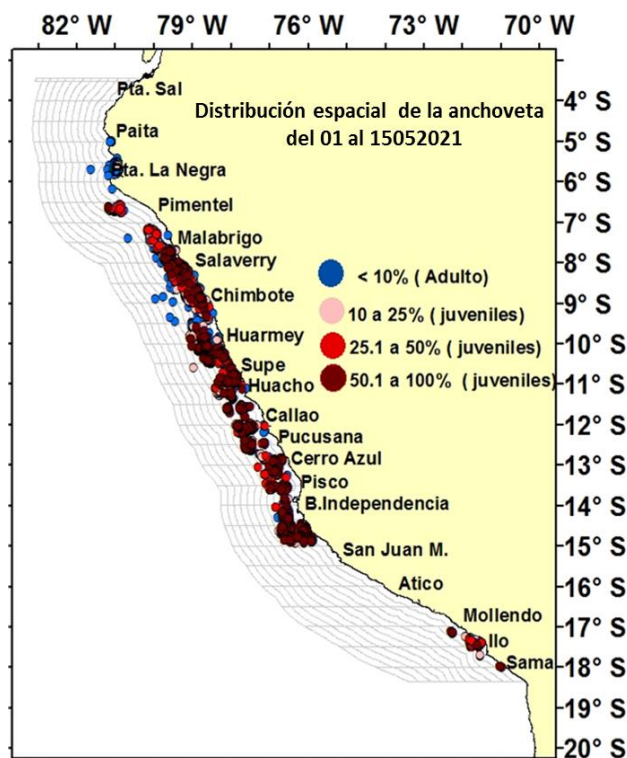 82° W 79° W 76° W 73° W 70° W
Pta. Sal
4° S
Distribución espacial de la anchoveta
del 01 al 15052021
Paita
5° S
Pta. La Negra
6° S
Pimentel
7° S
Malabrigo
Salaverry
8° S
< 10% ( Adulto)
Chimbote
9° S
10 a 25% ( juveniles)
Huarmey
10° S
25.1 a 50% ( juveniles)
Supe
Huacho
11° S
50.1 a 100% ( juveniles)
Callao
12° S
Pucusana
Cerro Azul
13° S
Pisco
B.Independencia
14° S
San Juan M.
15° S
Atico
16° S
Mollendo
17° S
Ilo
Sama
18° S
19° S
20° S